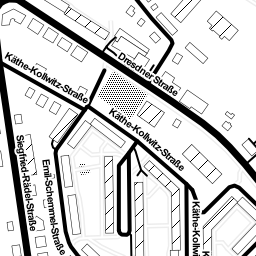 Dresdner Straße
Käthe-Kollwitz-Straße
Käthe-Kollwitz-Straße
Siegfried-Rädel-Straße
Emil-Schemmel-Straße
Käthe-Kollw